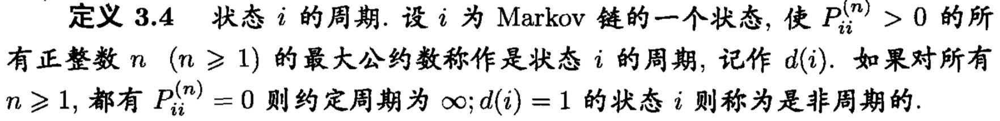 定义 3.4 状态 i 的周期. 设 i 为 Markov 链的一个状态, 使 P_{ii}^{(n)} > 0 的所
有正整数 n (n ⩾ 1) 的最大公约数称作是状态 i 的周期, 记作 d(i). 如果对所有
n ⩾ 1, 都有 P_{ii}^{(n)} = 0 则约定周期为 ∞; d(i) = 1 的状态 i 则称为是非周期的.